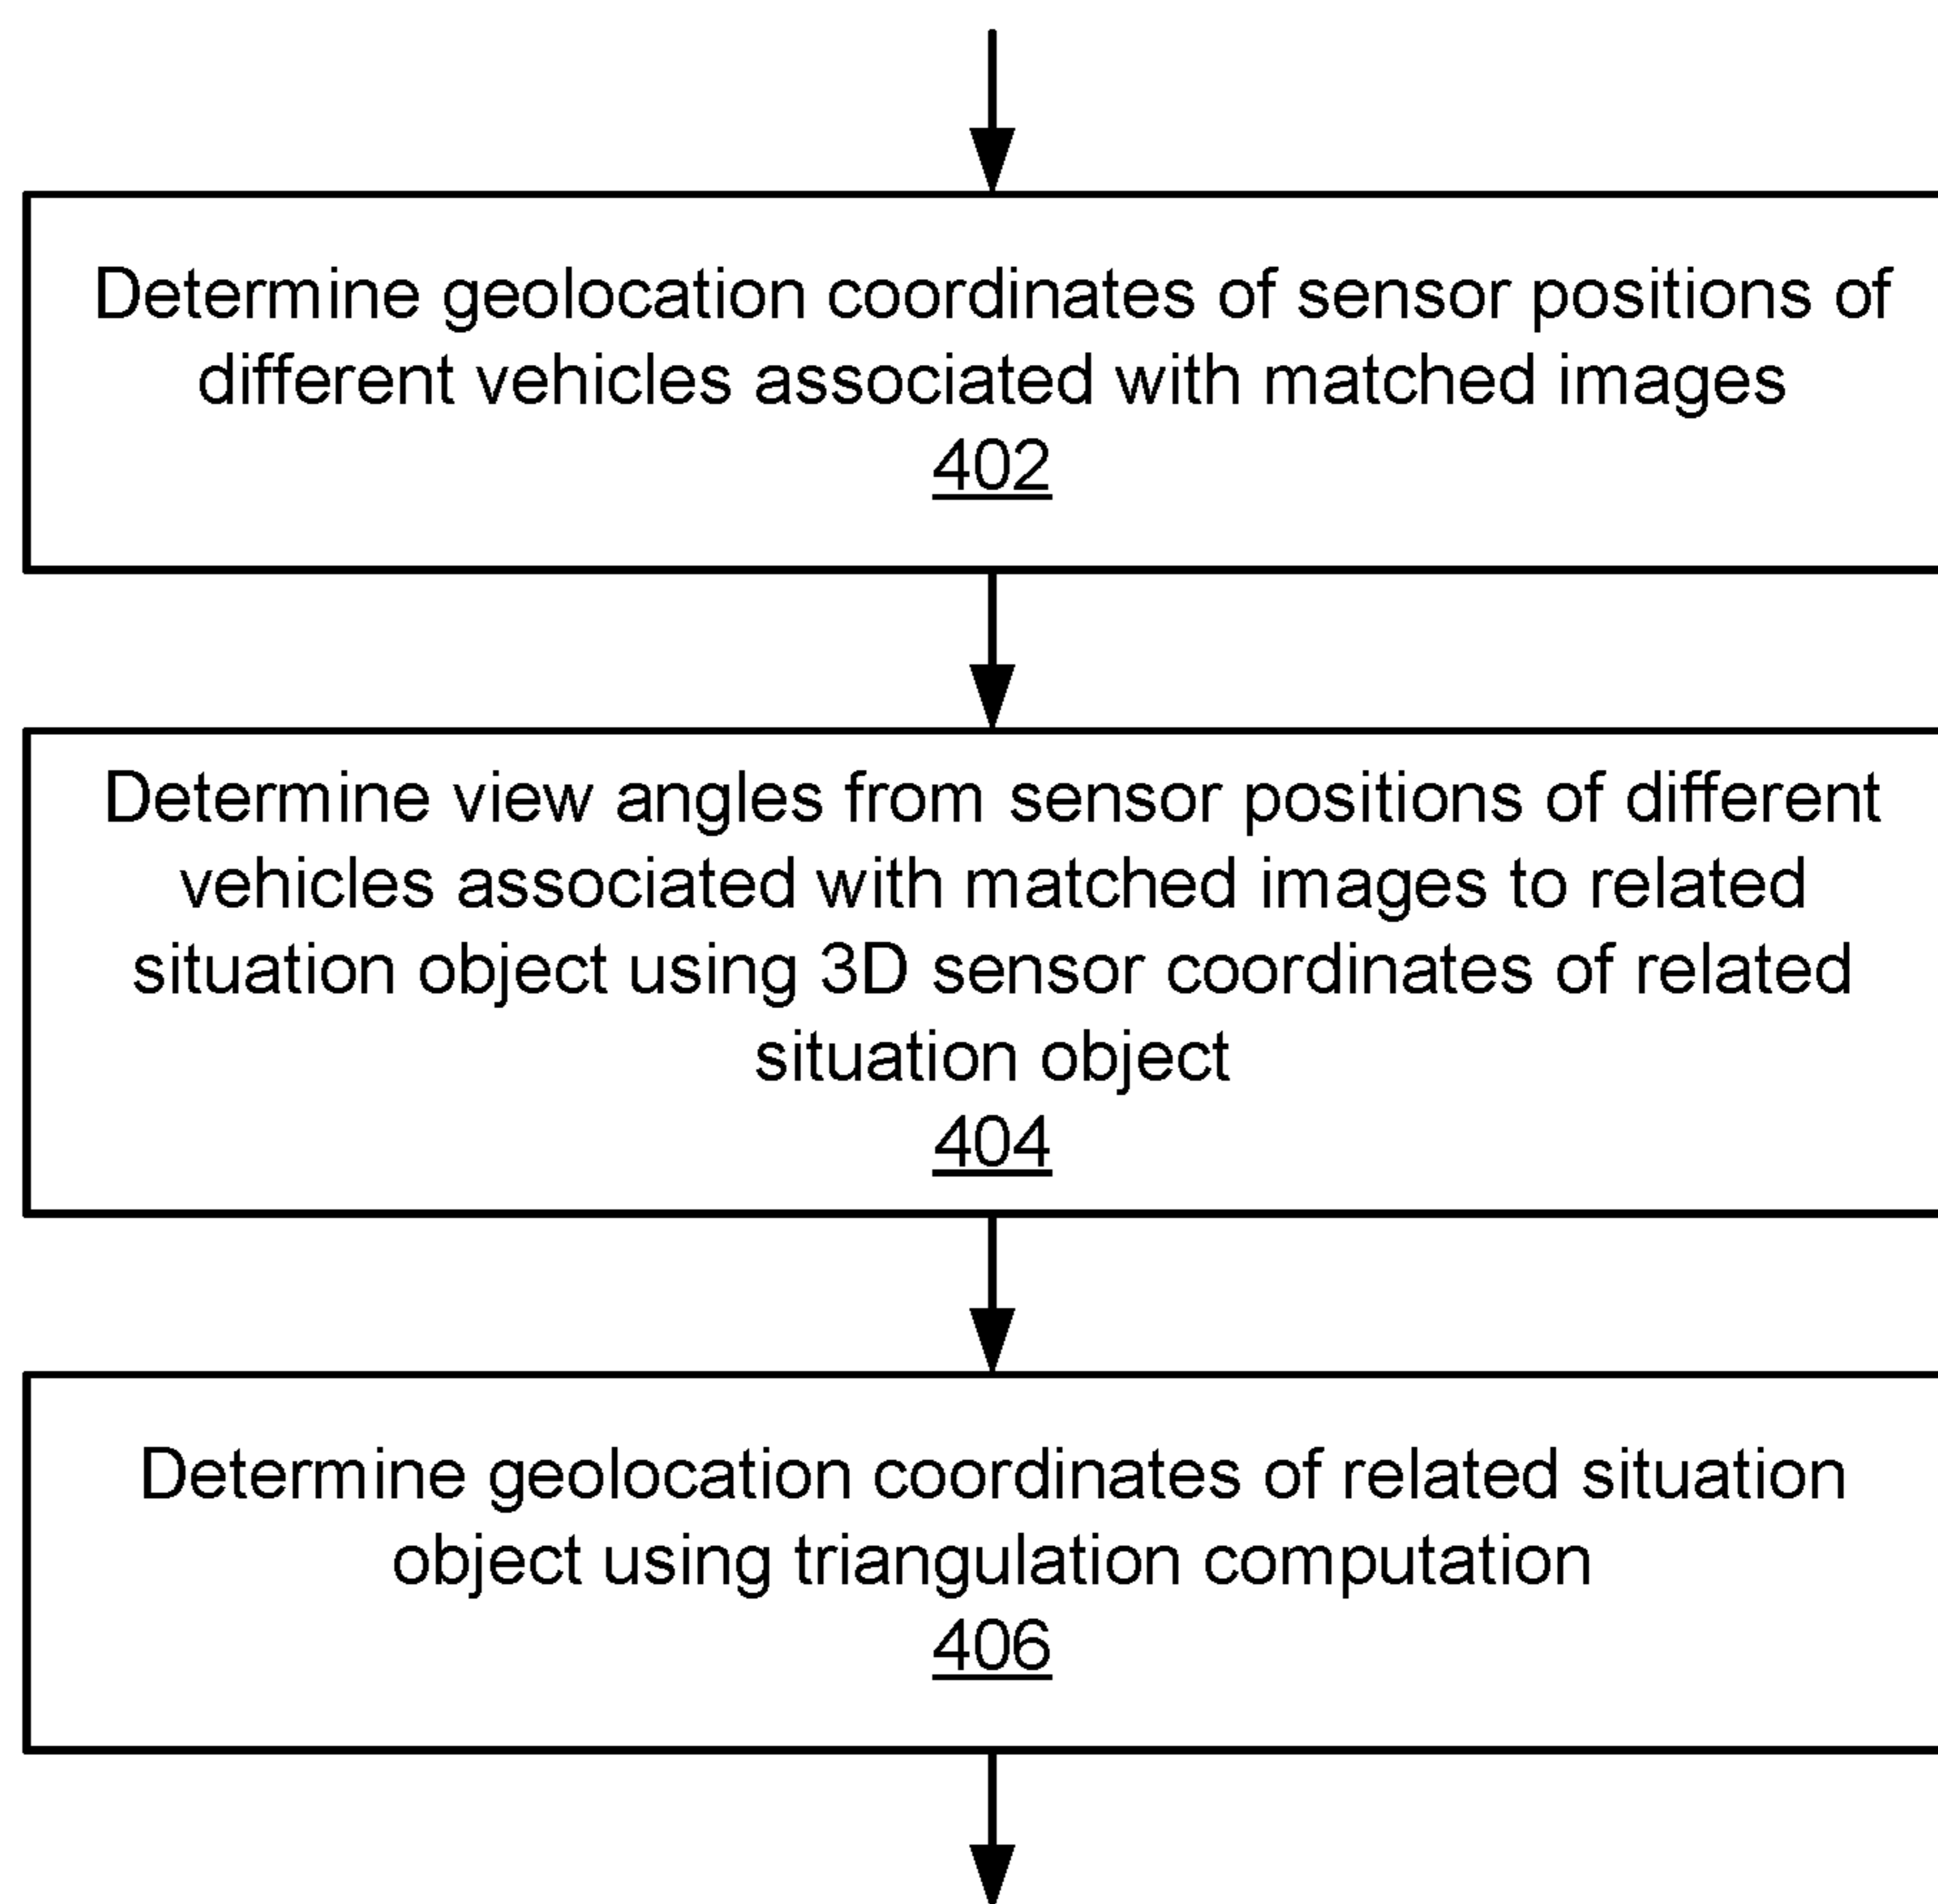 Determine geolocation coordinates of sensor positions of
different vehicles associated with matched images
402
Determine view angles from sensor positions of different
vehicles associated with matched images to related
situation object using 3D sensor coordinates of related
situation object
404
Determine geolocation coordinates of related situation
object using triangulation computation
406